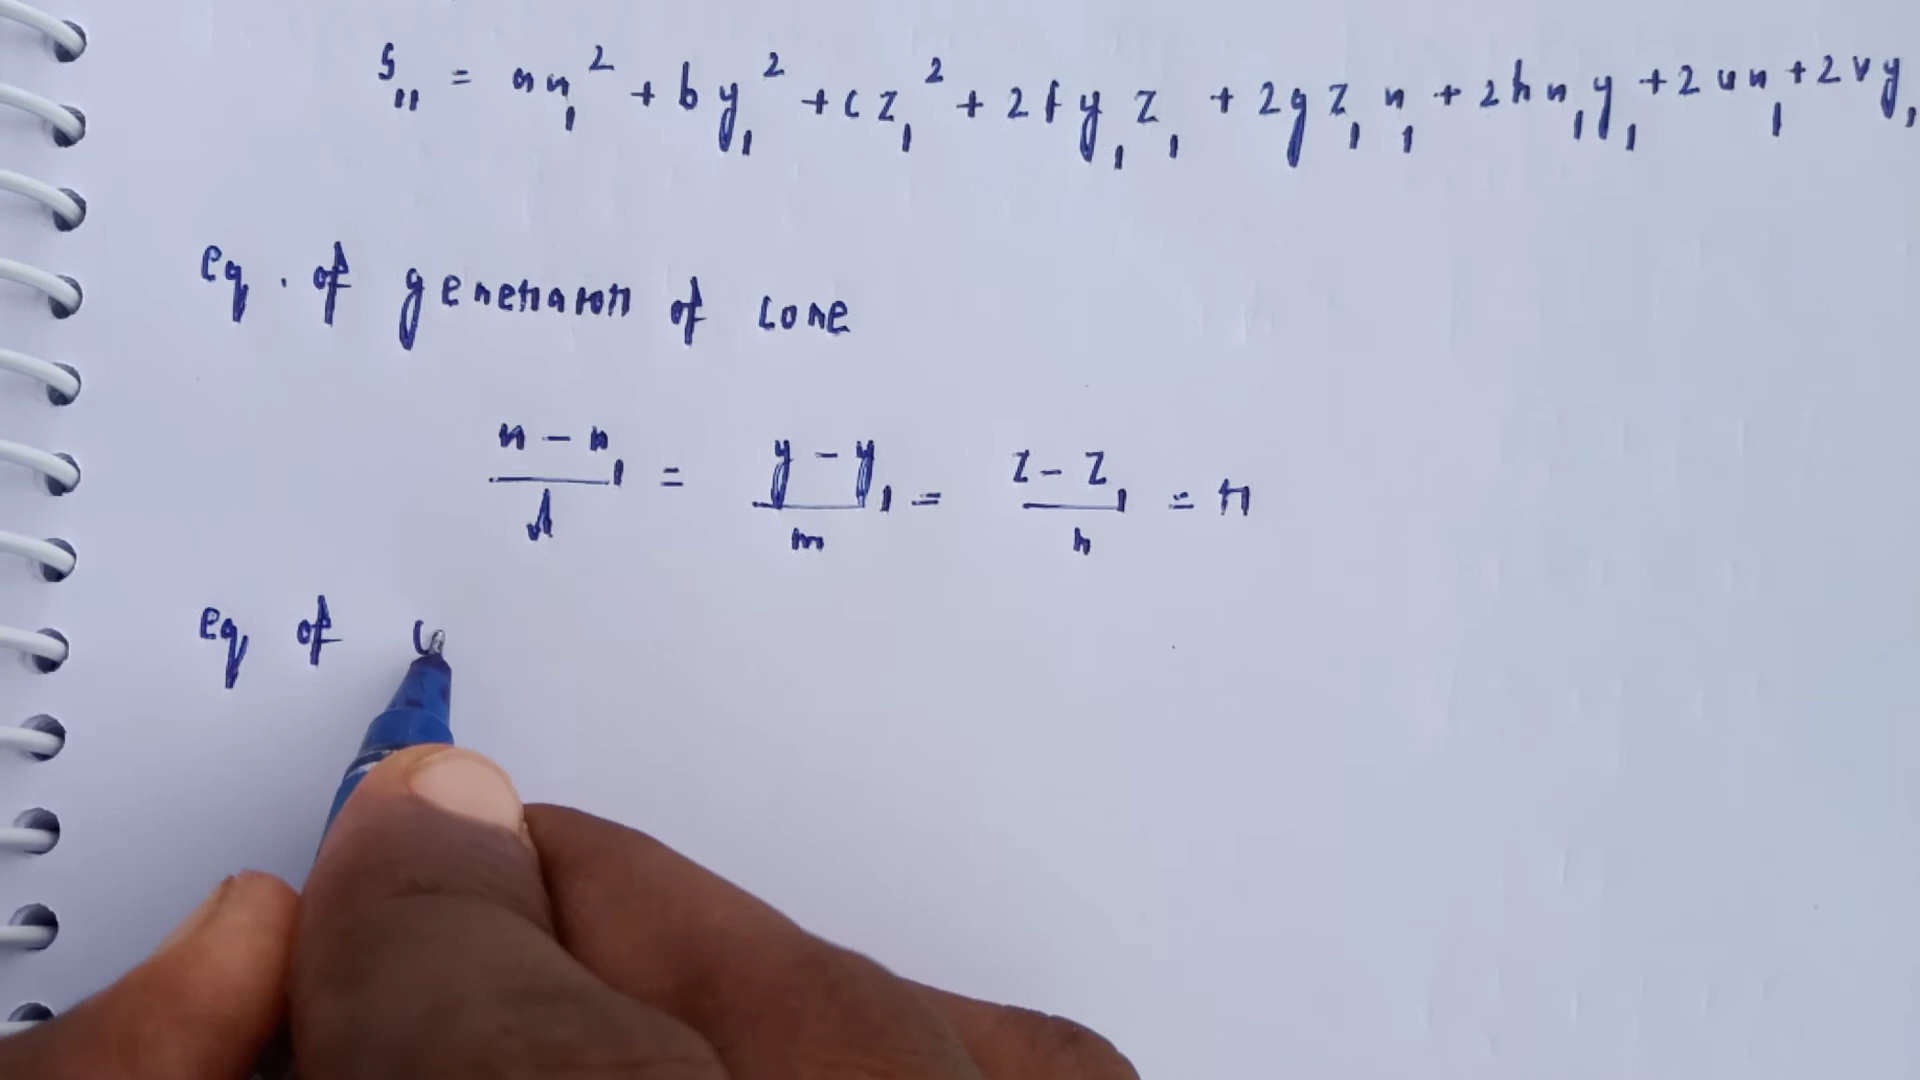 S₁₁ = ax₁² + by₁² + cz₁² + 2fy₁z₁ + 2gz₁x₁ + 2hx₁y₁ + 2ux₁ + 2vy₁
eq. of generator of cone
(x - x₁)/l = (y - y₁)/m = (z - z₁)/n = r
eq of